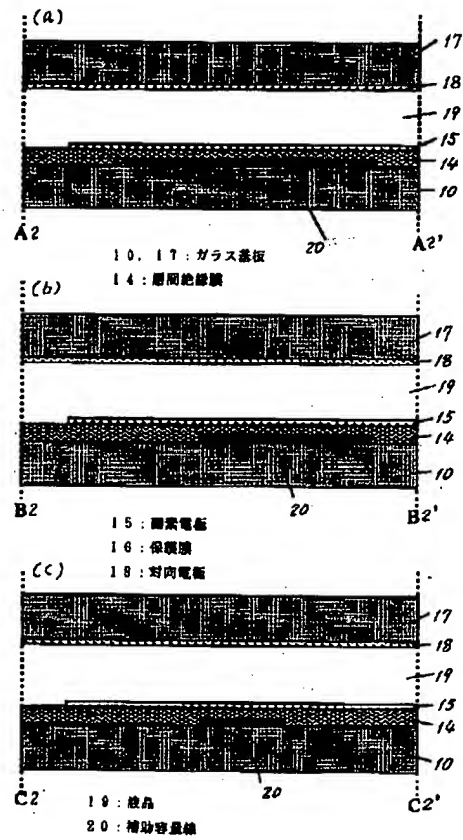 (a)
17
18
19
15
14
10
A2
20
A2'
10, 17:ガラス基板
14:層間絶縁膜
(b)
17
18
19
15
14
10
B2
20
B2'
15:画素電極
16:保護膜
18:対向電極
(c)
17
18
19
15
14
10
C2
20
C2'
19:液晶
20:補助容量線